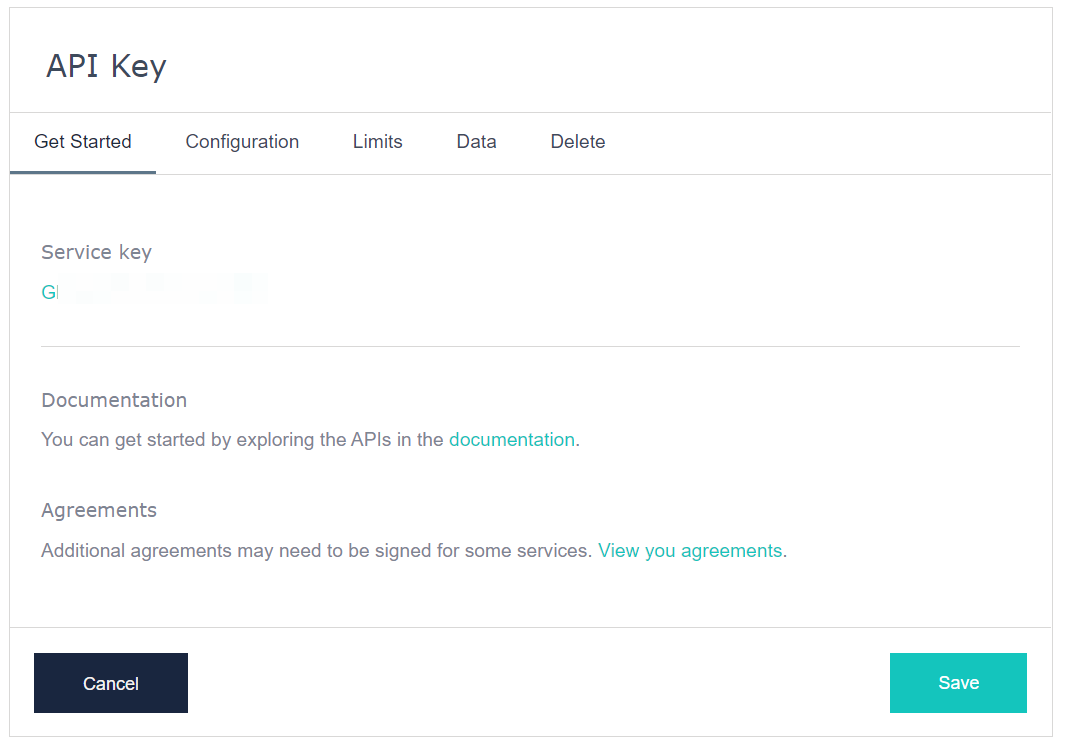 API Key
Get Started Configuration Limits Data Delete
Service key
Documentation
You can get started by exploring the APIs in the documentation.
Agreements
Additional agreements may need to be signed for some services. View you agreements.
Cancel Save